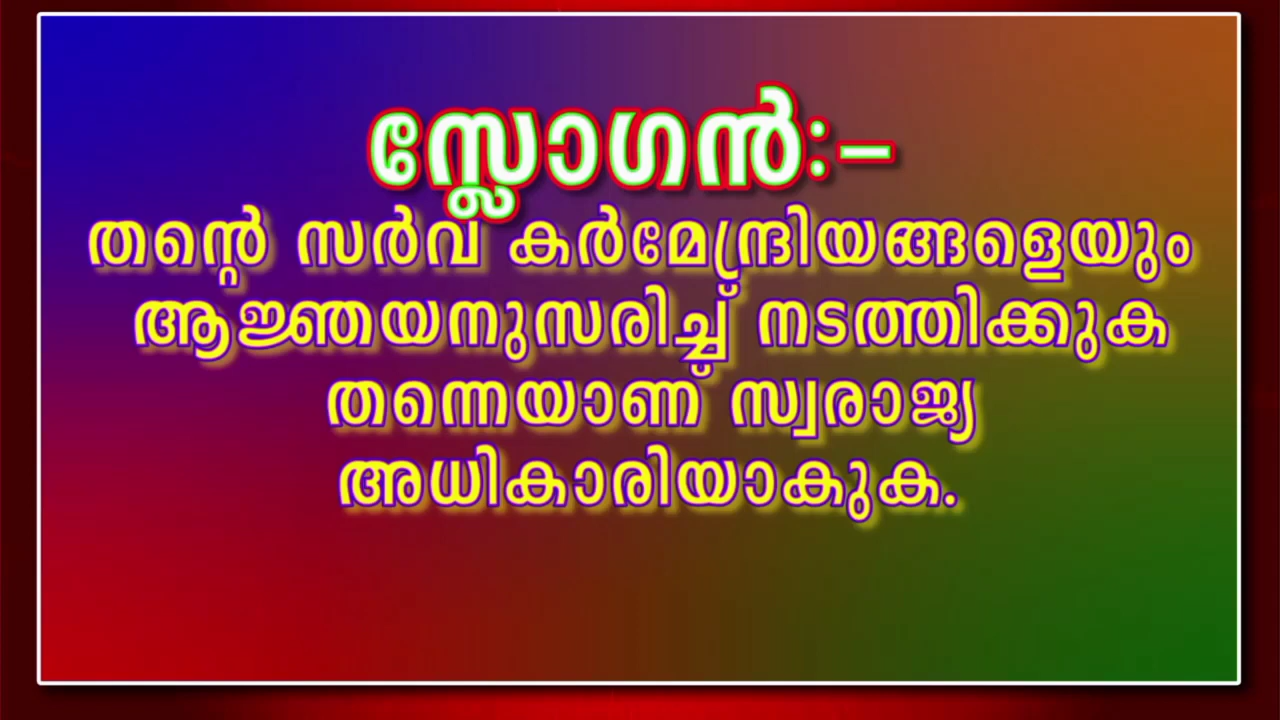 സ്ലോഗൻ:-
തന്റെ സർവ കർമേന്ദ്രിയങ്ങളെയും
ആജ്ഞയനുസരിച്ച് നടത്തിക്കുക
തന്നെയാണ് സ്വരാജ്യ
അധികാരിയാകുക.